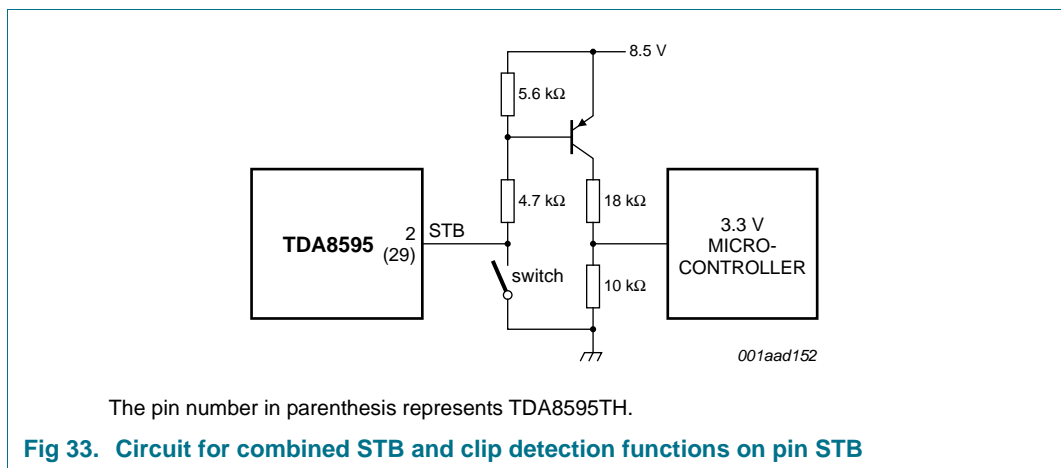 8.5 V
5.6 kΩ
4.7 kΩ
18 kΩ
TDA8595
2
(29)
STB
switch
10 kΩ
3.3 V
MICRO-
CONTROLLER
001aad152
The pin number in parenthesis represents TDA8595TH.
Fig 33. Circuit for combined STB and clip detection functions on pin STB